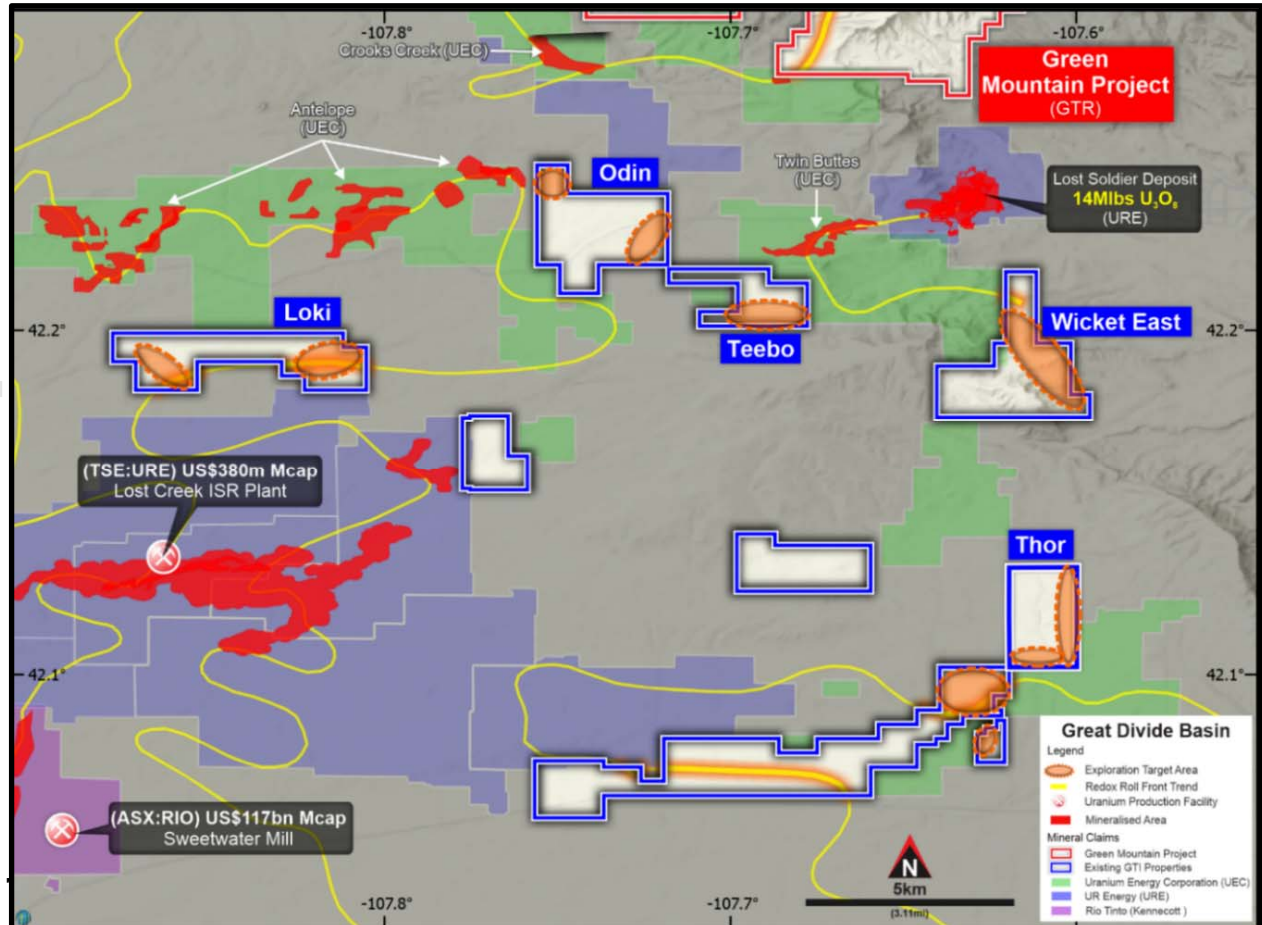 -107.8° -107.7° -107.6°
Crooks Creek (UEC)
Green
Mountain Project
(GTR)
Antelope
(UEC)
Odin
Twin Buttes
(UEC)
Lost Soldier Deposit
14Mlbs U₃O₈
(URE)
Loki
42.2° 42.2°
Teebo
Wicket East
(TSE:URE) US$380m Mcap
Lost Creek ISR Plant
Thor
42.1° 42.1°
(ASX:RIO) US$117bn Mcap
Sweetwater Mill
N
5km
(3.11mi)
-107.8° -107.7° -107.6°
Great Divide Basin
Legend
Exploration Target Area
Redox Roll Front Trend
Uranium Production Facility
Mineralised Area
Mineral Claims
Green Mountain Project
Existing GTI Properties
Uranium Energy Corporation (UEC)
UR Energy (URE)
Rio Tinto (Kennecott )